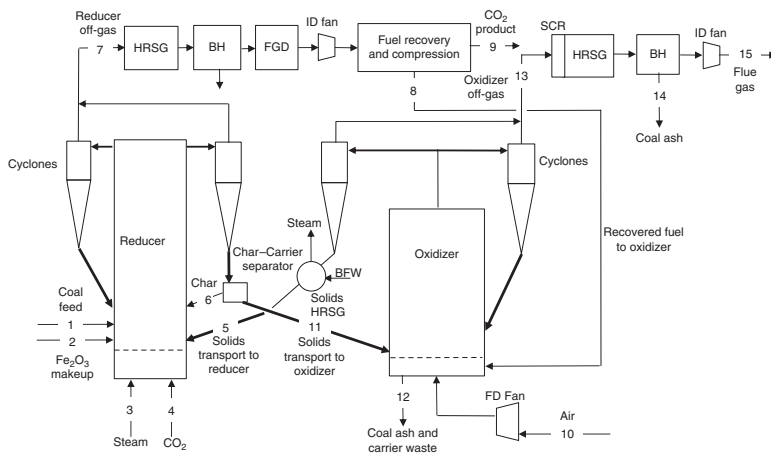 Reducer
off-gas
7
HRSG
BH
FGD
ID fan
Fuel recovery
and compression
CO2
product
9
8
Oxidizer
off-gas
13
SCR
HRSG
BH
14
Coal ash
ID fan
15
Flue
gas
Cyclones
Reducer
Char–Carrier
separator
Steam
BFW
Solids
HRSG
Oxidizer
Cyclones
Recovered fuel
to oxidizer
Char
6
Coal
feed
1
2
Fe2O3
makeup
5
Solids
transport to
reducer
11
Solids
transport to
oxidizer
3
Steam
4
CO2
12
Coal ash and
carrier waste
FD Fan
Air
10